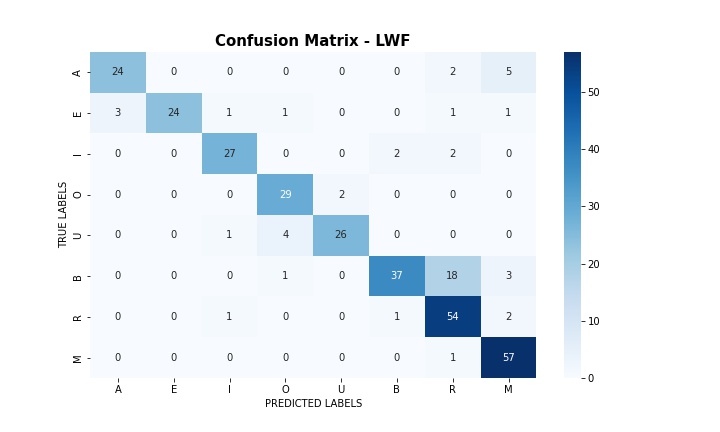 Confusion Matrix - LWF
TRUE LABELS
A 24 0 0 0 0 0 2 5
E 3 24 1 1 0 0 1 1
I 0 0 27 0 0 2 2 0
O 0 0 0 29 2 0 0 0
U 0 0 1 4 26 0 0 0
B 0 0 0 1 0 37 18 3
R 0 0 1 0 0 1 54 2
M 0 0 0 0 0 0 1 57
A E I O U B R M
PREDICTED LABELS
50
40
30
20
10
0